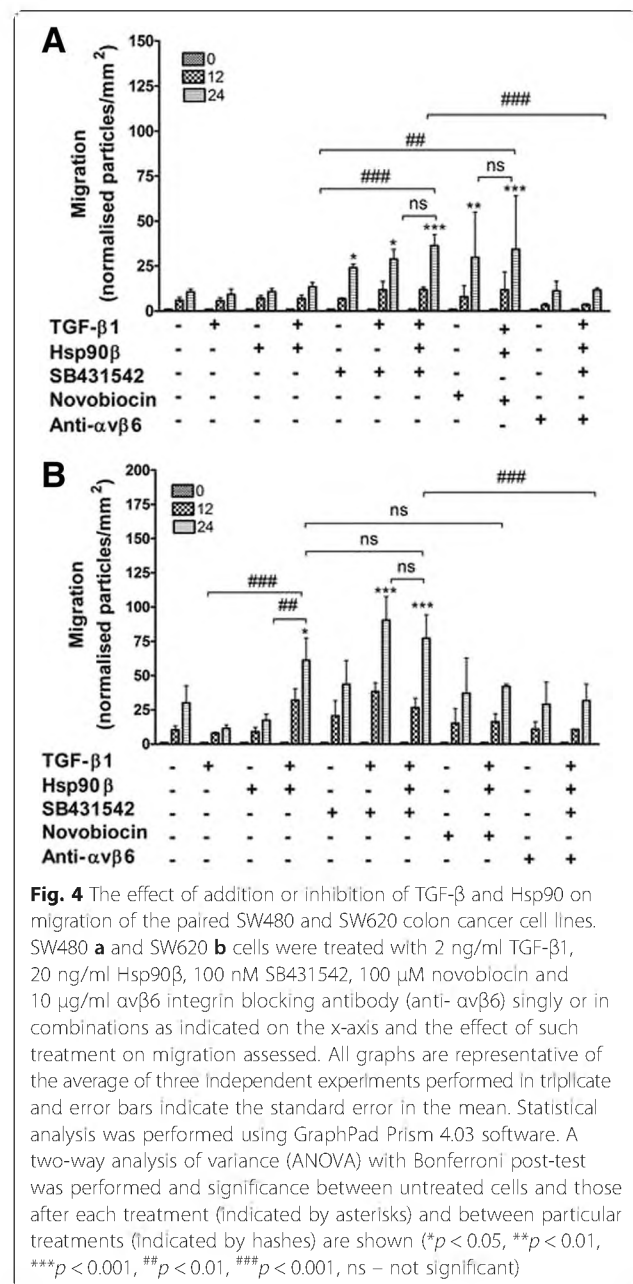 A
150
125
100
75
50
25
0
Migration
(normalised particles/mm²)
0
12
24
###
##
###
ns
ns
*
*
***
**
***
TGF-β1 - + - + - + + - + - +
Hsp90β - - + + - - + - + - +
SB431542 - - - - + + + - - - +
Novobiocin - - - - - - - + + - -
Anti-αvβ6 - - - - - - - - - + +
B
200
175
150
125
100
75
50
25
0
Migration
(normalised particles/mm²)
0
12
24
###
ns
ns
###
ns
##
*
***
***
TGF-β1 - + - + - + + - + - +
Hsp90β - - + + - - + - + - +
SB431542 - - - - + + + - - - +
Novobiocin - - - - - - - + + - -
Anti-αvβ6 - - - - - - - - - + +
Fig. 4 The effect of addition or inhibition of TGF-β and Hsp90 on
migration of the paired SW480 and SW620 colon cancer cell lines.
SW480 a and SW620 b cells were treated with 2 ng/ml TGF-β1,
20 ng/ml Hsp90β, 100 nM SB431542, 100 μM novobiocin and
10 μg/ml αvβ6 integrin blocking antibody (anti- αvβ6) singly or in
combinations as indicated on the x-axis and the effect of such
treatment on migration assessed. All graphs are representative of
the average of three independent experiments performed in triplicate
and error bars indicate the standard error in the mean. Statistical
analysis was performed using GraphPad Prism 4.03 software. A
two-way analysis of variance (ANOVA) with Bonferroni post-test
was performed and significance between untreated cells and those
after each treatment (indicated by asterisks) and between particular
treatments (indicated by hashes) are shown (*p < 0.05, **p < 0.01,
***p < 0.001, ##p < 0.01, ###p < 0.001, ns – not significant)